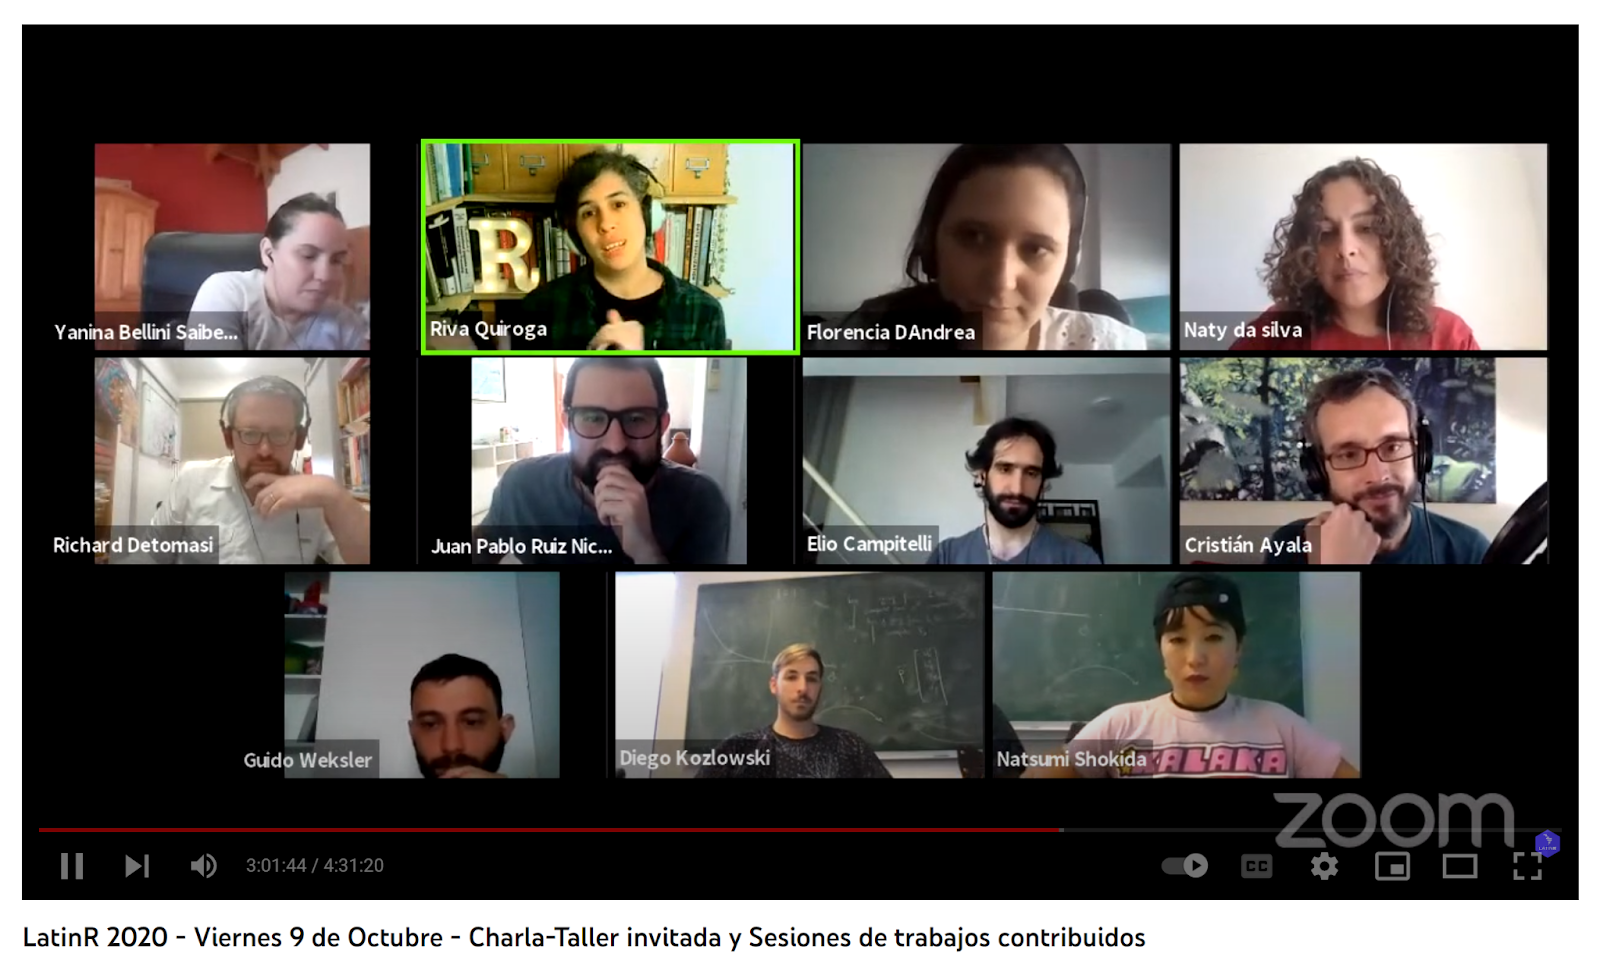 R
Yanina Bellini Saibe...
Riva Quiroga
Florencia DAndrea
Naty da silva
Richard Detomasi
Juan Pablo Ruiz Nic...
Elio Campitelli
Cristián Ayala
Guido Weksler
Diego Kozlowski
Natsumi Shokida
KALAKA
zoom
3:01:44 / 4:31:20
CC
LATINR
LatinR 2020 - Viernes 9 de Octubre - Charla-Taller invitada y Sesiones de trabajos contribuidos